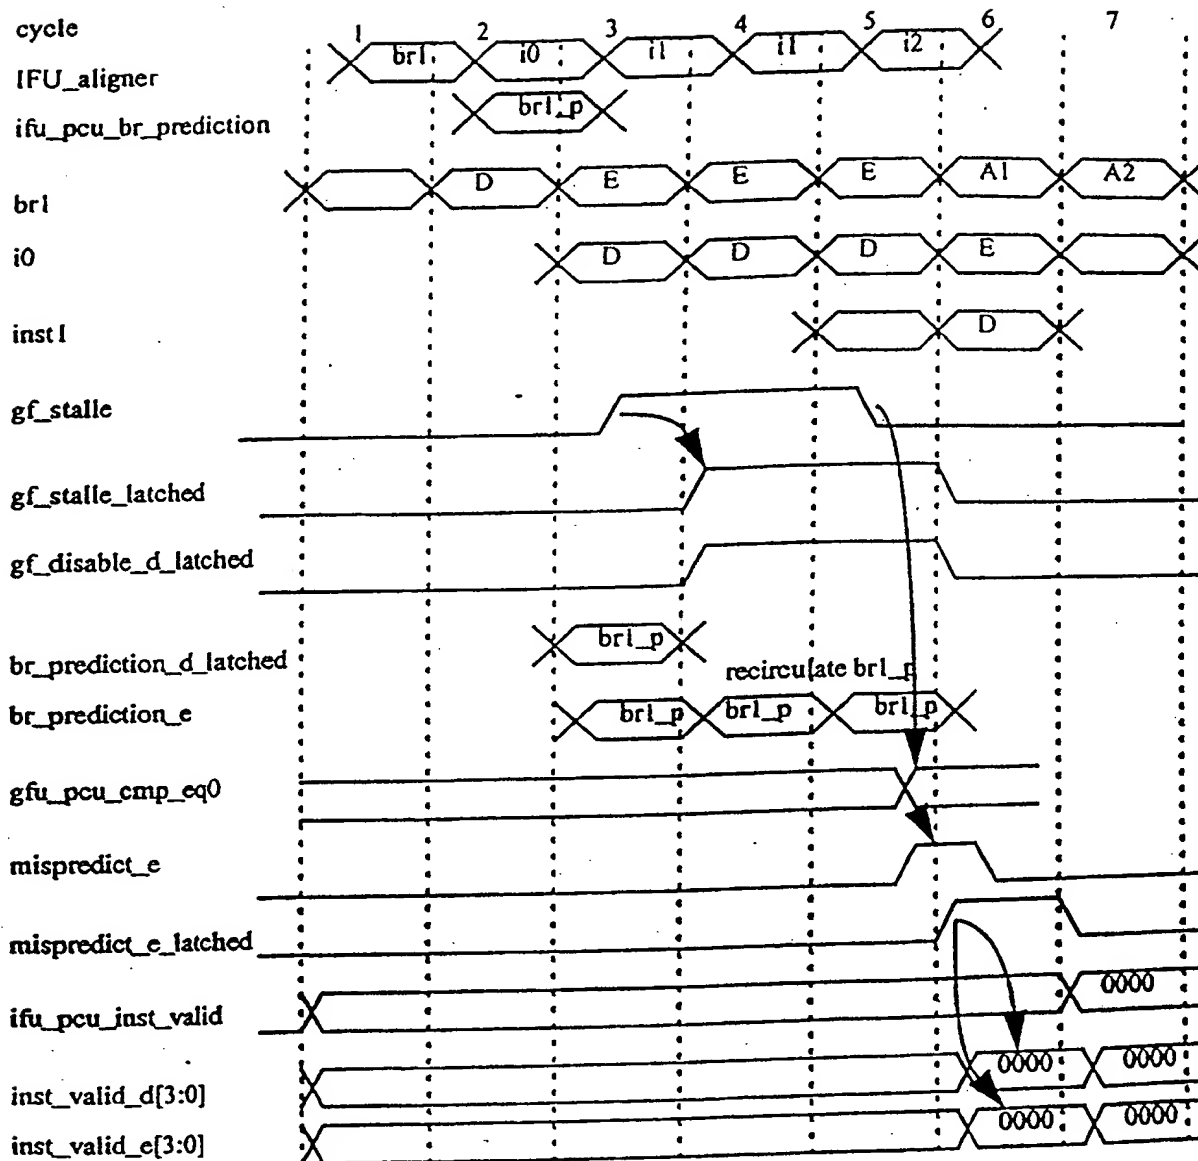 cycle 1 2 3 4 5 6 7
IFU_aligner br1 i0 i1 i1 i2
ifu_pcu_br_prediction br1_p
br1 D E E E A1 A2
i0 D D D E
inst1 D
gf_stalle
gf_stalle_latched
gf_disable_d_latched
br_prediction_d_latched br1_p
recirculate br1_p
br_prediction_e br1_p br1_p br1_p
gfu_pcu_cmp_eq0
mispredict_e
mispredict_e_latched
ifu_pcu_inst_valid 0000
inst_valid_d[3:0] 0000 0000
inst_valid_e[3:0] 0000 0000